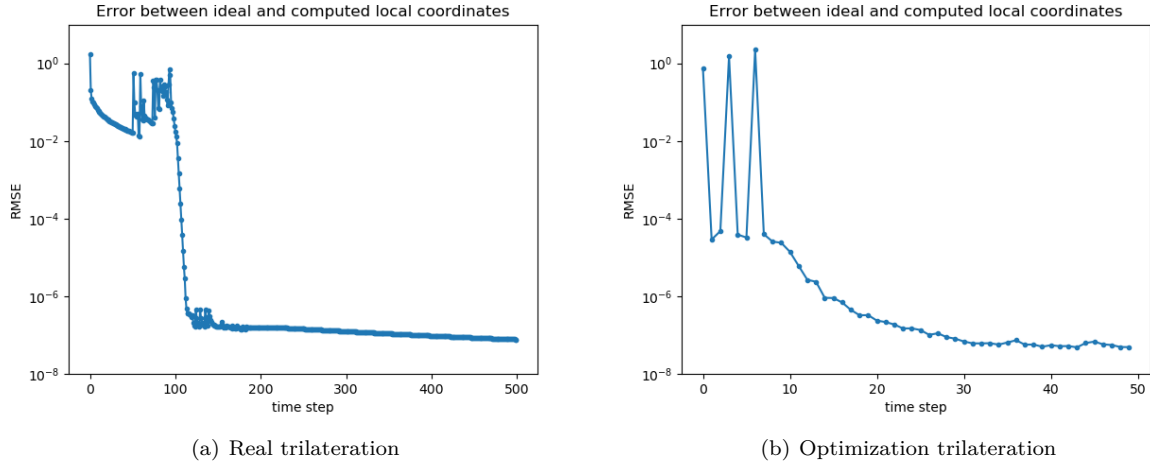 Error between ideal and computed local coordinates
10^0
10^-2
10^-4
10^-6
10^-8
RMSE
0 100 200 300 400 500
time step
(a) Real trilateration
Error between ideal and computed local coordinates
10^0
10^-2
10^-4
10^-6
10^-8
RMSE
0 10 20 30 40 50
time step
(b) Optimization trilateration